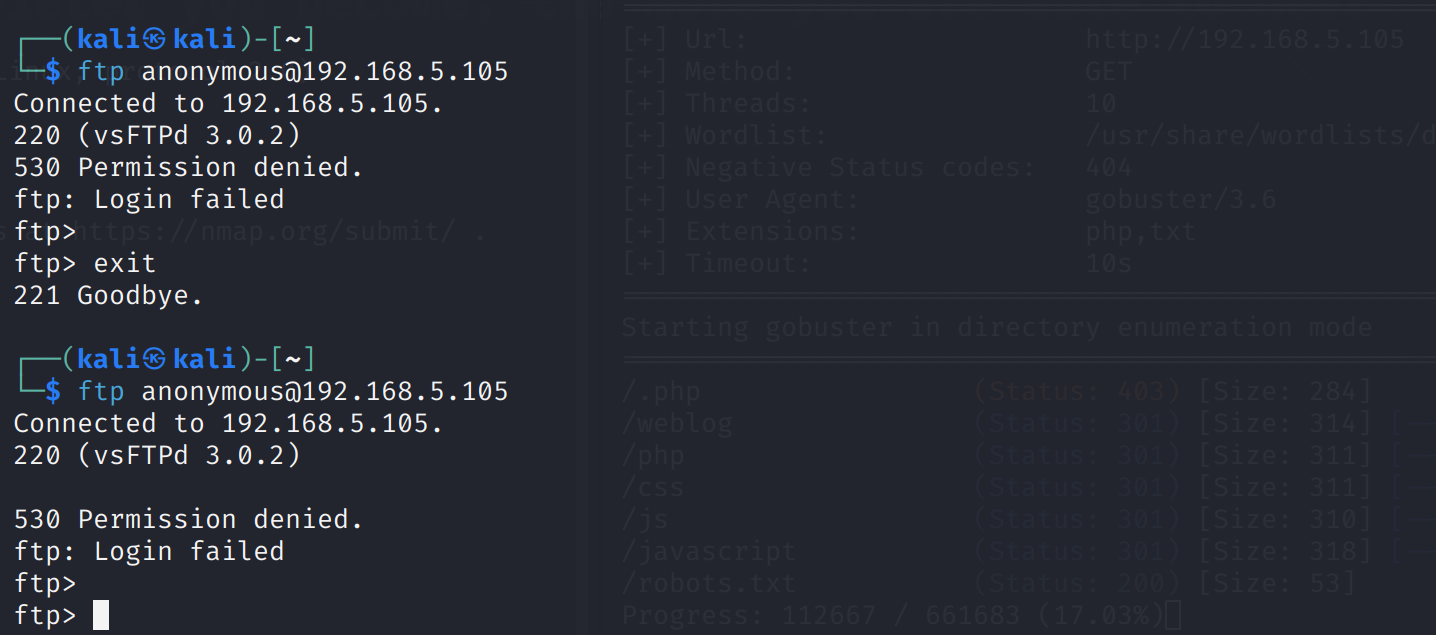 ┌──(kali㉿kali)-[~]
└─$ ftp anonymous@192.168.5.105
Connected to 192.168.5.105.
220 (vsFTPd 3.0.2)
530 Permission denied.
ftp: Login failed
ftp>
ftp> exit
221 Goodbye.
┌──(kali㉿kali)-[~]
└─$ ftp anonymous@192.168.5.105
Connected to 192.168.5.105.
220 (vsFTPd 3.0.2)
530 Permission denied.
ftp: Login failed
ftp>
ftp>
https://nmap.org/submit/ .
[+] Url: http://192.168.5.105
[+] Method: GET
[+] Threads: 10
[+] Wordlist: /usr/share/wordlists/d
[+] Negative Status codes: 404
[+] User Agent: gobuster/3.6
[+] Extensions: php,txt
[+] Timeout: 10s
Starting gobuster in directory enumeration mode
/.php (Status: 403) [Size: 284]
/weblog (Status: 301) [Size: 314] [
/php (Status: 301) [Size: 311] [
/css (Status: 301) [Size: 311] [
/js (Status: 301) [Size: 310] [
/javascript (Status: 301) [Size: 318] [
/robots.txt (Status: 200) [Size: 53]
Progress: 112667 / 661683 (17.03%)